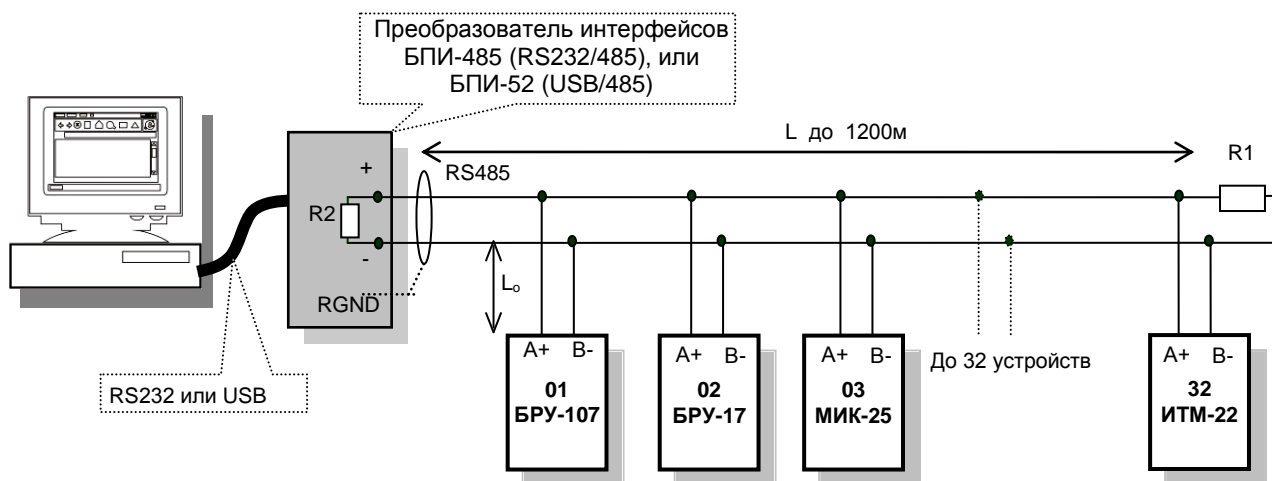 Преобразователь интерфейсов
БПИ-485 (RS232/485), или
БПИ-52 (USB/485)
L до 1200м
R1
+
RS485
R2
-
RGND
Lo
RS232 или USB
A+ B-
01
БРУ-107
A+ B-
02
БРУ-17
A+ B-
03
МИК-25
До 32 устройств
A+ B-
32
ИТМ-22